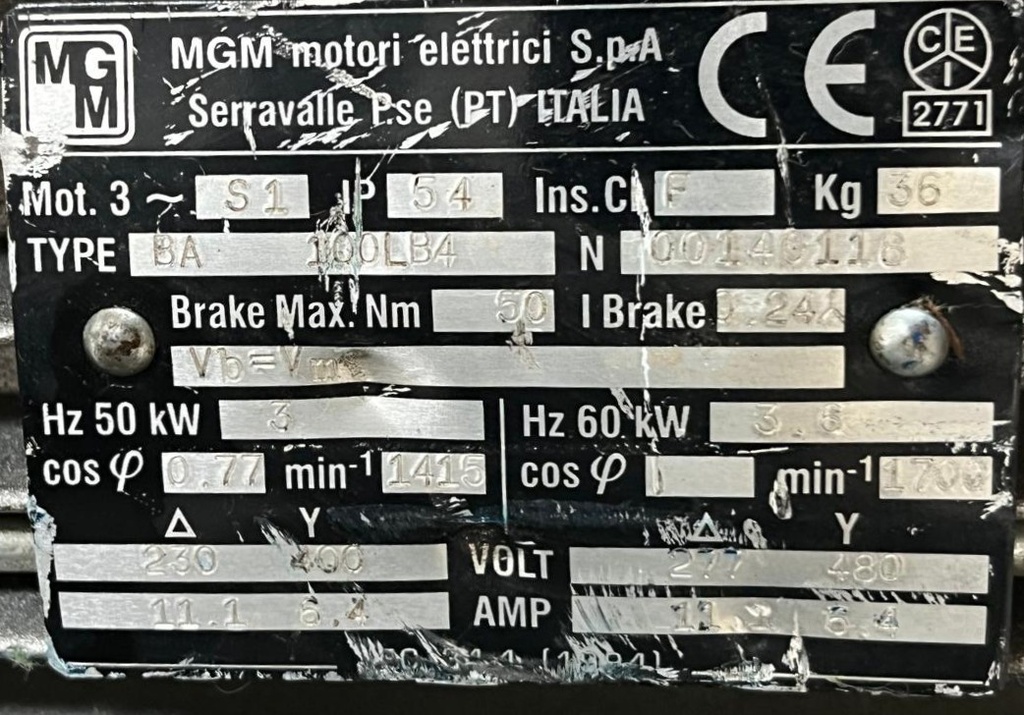 MGM
MGM motori elettrici S.p.A
Serravalle P.se (PT) ITALIA
CE
CEI
2771
Mot. 3 ~ S1 IP 54 Ins.Cl F Kg 36
TYPE BA 100LB4 N
Brake Max. Nm 50 I Brake
Vb=Vm
Hz 50 kW 3 Hz 60 kW 3.6
cos φ 0.77 min-1 1415 cos φ min-1
Δ Y Δ Y
230 400 VOLT 277 480
11.1 6.4 AMP 6.4